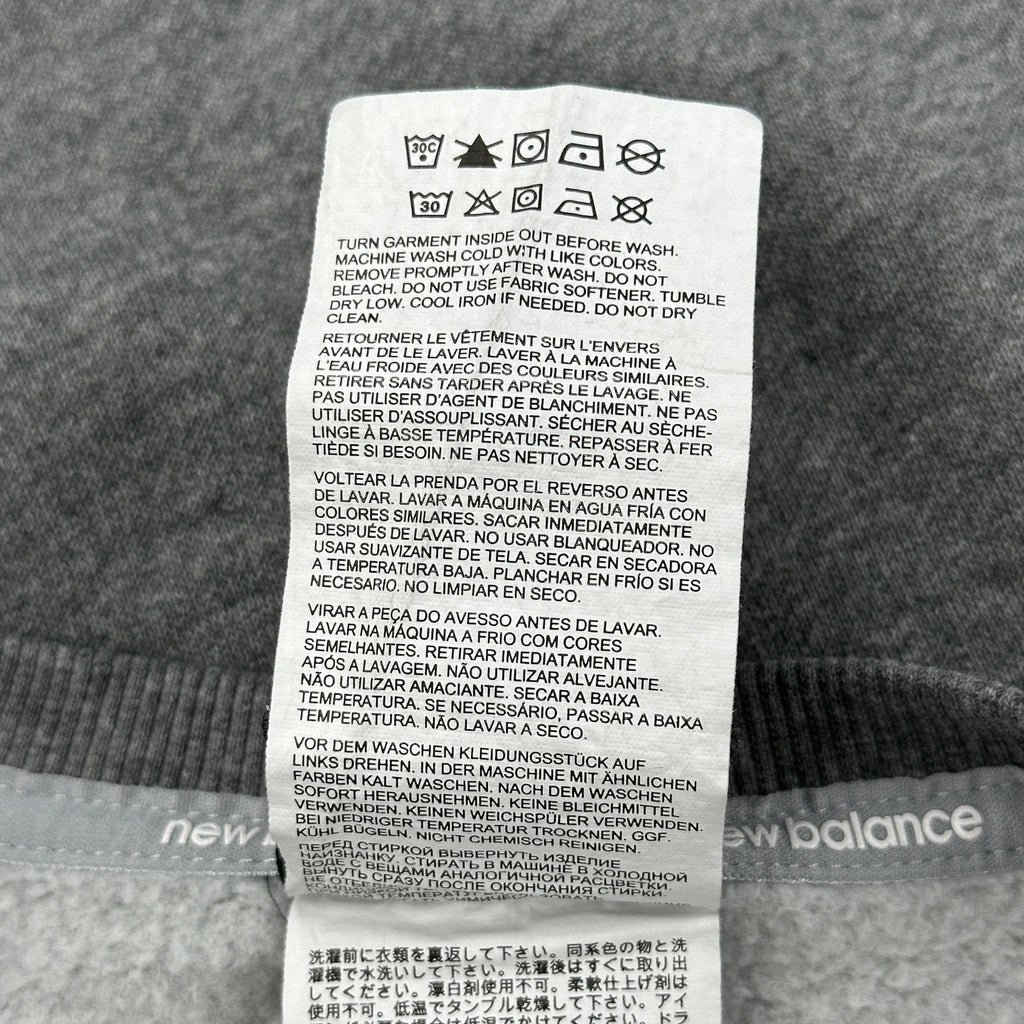 30C
30
TURN GARMENT INSIDE OUT BEFORE WASH.
MACHINE WASH COLD WITH LIKE COLORS.
REMOVE PROMPTLY AFTER WASH. DO NOT
BLEACH. DO NOT USE FABRIC SOFTENER. TUMBLE
DRY LOW. COOL IRON IF NEEDED. DO NOT DRY
CLEAN.
RETOURNER LE VÊTEMENT SUR L'ENVERS
AVANT DE LE LAVER. LAVER À LA MACHINE À
L'EAU FROIDE AVEC DES COULEURS SIMILAIRES.
RETIRER SANS TARDER APRÈS LE LAVAGE. NE
PAS UTILISER D'AGENT DE BLANCHIMENT. NE PAS
UTILISER D'ASSOUPLISSANT. SÉCHER AU SÈCHE-
LINGE À BASSE TEMPÉRATURE. REPASSER À FER
TIÈDE SI BESOIN. NE PAS NETTOYER À SEC.
VOLTEAR LA PRENDA POR EL REVERSO ANTES
DE LAVAR. LAVAR A MÁQUINA EN AGUA FRÍA CON
COLORES SIMILARES. SACAR INMEDIATAMENTE
DESPUÉS DE LAVAR. NO USAR BLANQUEADOR. NO
USAR SUAVIZANTE DE TELA. SECAR EN SECADORA
A TEMPERATURA BAJA. PLANCHAR EN FRÍO SI ES
NECESARIO. NO LIMPIAR EN SECO.
VIRAR A PEÇA DO AVESSO ANTES DE LAVAR.
LAVAR NA MÁQUINA A FRIO COM CORES
SEMELHANTES. RETIRAR IMEDIATAMENTE
APÓS A LAVAGEM. NÃO UTILIZAR ALVEJANTE.
NÃO UTILIZAR AMACIANTE. SECAR A BAIXA
TEMPERATURA. SE NECESSÁRIO, PASSAR A BAIXA
TEMPERATURA. NÃO LAVAR A SECO.
VOR DEM WASCHEN KLEIDUNGSSTÜCK AUF
LINKS DREHEN. IN DER MASCHINE MIT ÄHNLICHEN
FARBEN KALT WASCHEN. NACH DEM WASCHEN
SOFORT HERAUSNEHMEN. KEINE BLEICHMITTEL
VERWENDEN. KEINEN WEICHSPÜLER VERWENDEN.
BEI NIEDRIGER TEMPERATUR TROCKNEN. GGF.
KÜHL BÜGELN. NICHT CHEMISCH REINIGEN.
new
ew balance
ПЕРЕД СТИРКОЙ ВЫВЕРНУТЬ ИЗДЕЛИЕ
НАИЗНАНКУ. СТИРАТЬ В МАШИНЕ В ХОЛОДНОЙ
ВОДЕ С ВЕЩАМИ АНАЛОГИЧНОЙ РАСЦВЕТКИ.
ВЫНУТЬ СРАЗУ ПОСЛЕ ОКОНЧАНИЯ СТИРКИ.
洗濯前に衣類を裏返して下さい。同系色の物と洗
濯機で水洗いして下さい。洗濯後はすぐに取り出
してください。漂白剤使用不可。柔軟仕上げ剤は
使用不可。低温でタンブル乾燥して下さい。アイ